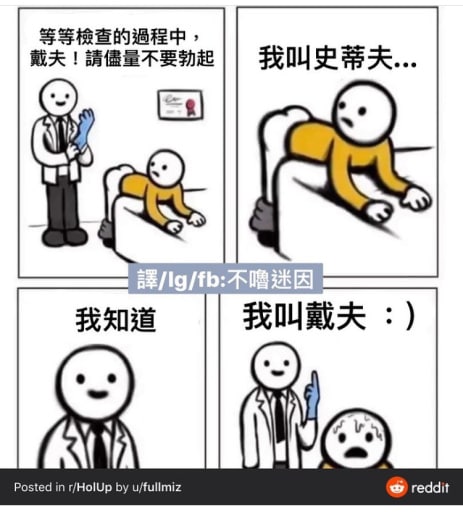 等等檢查的過程中，
戴夫！請儘量不要勃起
我叫史蒂夫...
譯/Ig/fb:不嚕迷因
我知道
我叫戴夫 ：)
Posted in r/HolUp by u/fullmiz
reddit